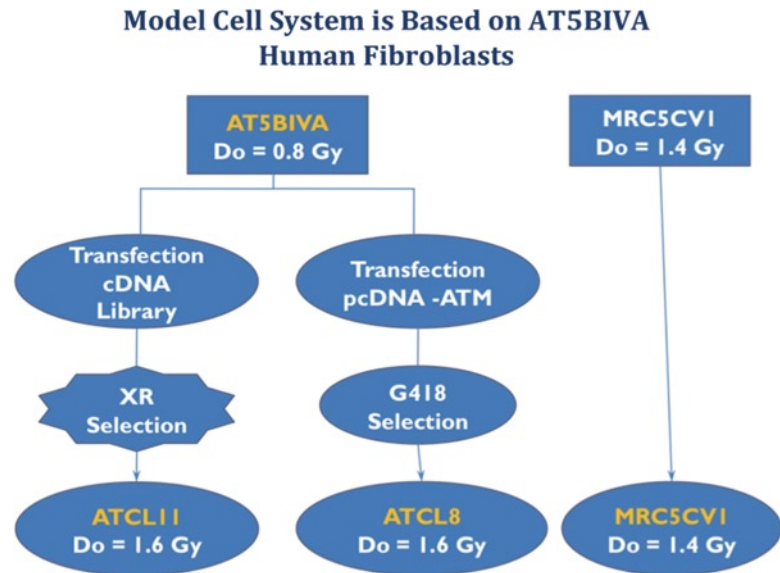 Model Cell System is Based on AT5BIVA
Human Fibroblasts
AT5BIVA
Do = 0.8 Gy
MRC5CV1
Do = 1.4 Gy
Transfection
cDNA
Library
Transfection
pcDNA -ATM
XR
Selection
G418
Selection
ATCL11
Do = 1.6 Gy
ATCL8
Do = 1.6 Gy
MRC5CV1
Do = 1.4 Gy